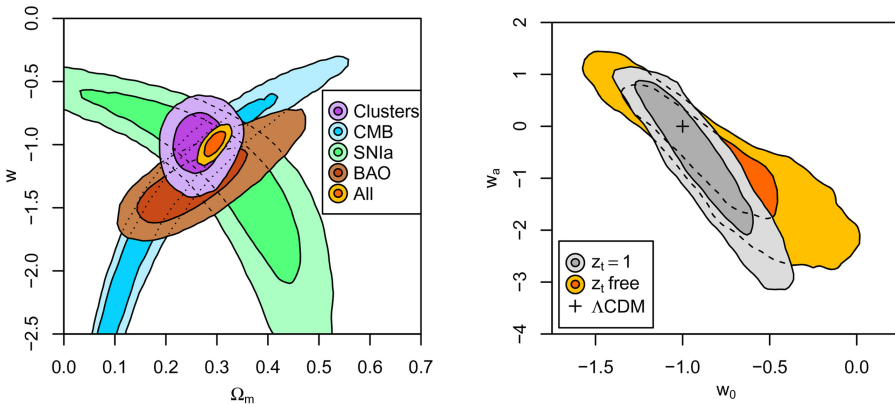 0.0
−0.5
−1.0
−1.5
−2.0
−2.5
w
Clusters
CMB
SNIa
BAO
All
0.0 0.1 0.2 0.3 0.4 0.5 0.6 0.7
Ωm
2
1
0
−1
−2
−3
−4
wa
zt = 1
zt free
ΛCDM
−1.5 −1.0 −0.5 0.0
w0